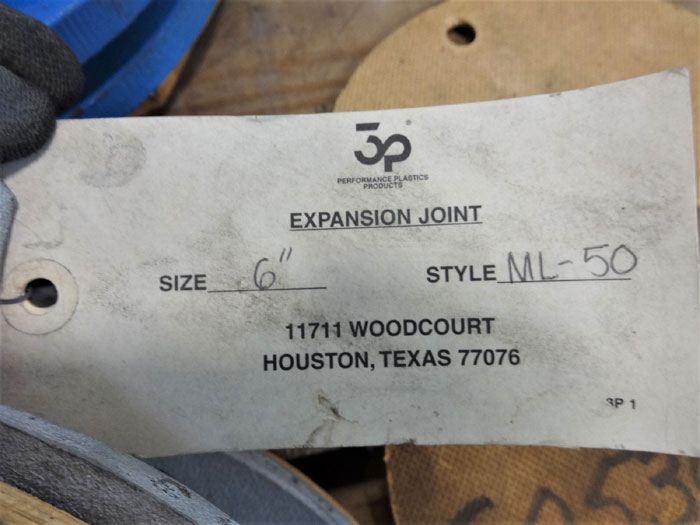 3P®
PERFORMANCE PLASTICS
PRODUCTS
EXPANSION JOINT
SIZE 6" STYLE ML-50
11711 WOODCOURT
HOUSTON, TEXAS 77076
3P 1